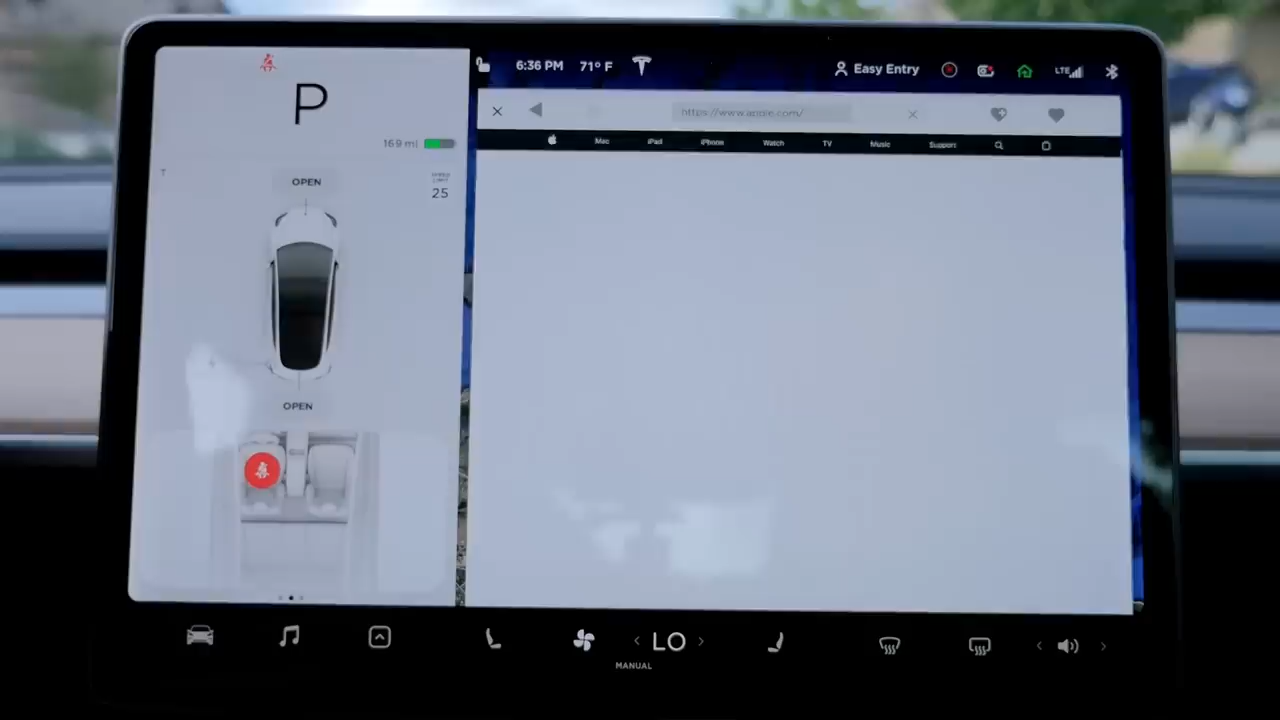 P
169 mi
OPEN
SPEED
LIMIT
25
OPEN
6:36 PM 71° F Easy Entry LTE
https://www.apple.com/
Mac iPad iPhone Watch TV Music Support
LO
MANUAL